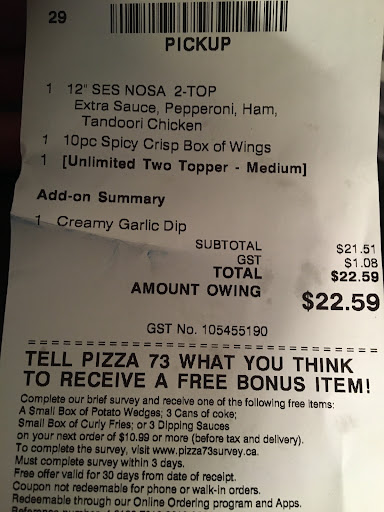 29
PICKUP
1 12" SES NOSA 2-TOP
Extra Sauce, Pepperoni, Ham,
Tandoori Chicken
1 10pc Spicy Crisp Box of Wings
1 [Unlimited Two Topper - Medium]
Add-on Summary
1 Creamy Garlic Dip
SUBTOTAL $21.51
GST $1.08
TOTAL $22.59
AMOUNT OWING $22.59
GST No. 105455190
TELL PIZZA 73 WHAT YOU THINK
TO RECEIVE A FREE BONUS ITEM!
Complete our brief survey and receive one of the following free items:
A Small Box of Potato Wedges; 3 Cans of coke;
Small Box of Curly Fries; or 3 Dipping Sauces
on your next order of $10.99 or more (before tax and delivery).
To complete the survey, visit www.pizza73survey.ca.
Must complete survey within 3 days.
Free offer valid for 30 days from date of receipt.
Coupon not redeemable for phone or walk-in orders.
Redeemable through our Online Ordering program and Apps.